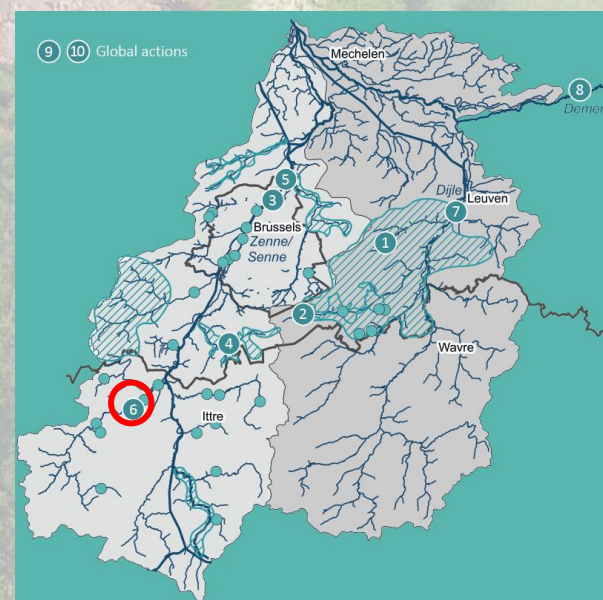 9 10 Global actions
Mechelen
8
Demer
5
Dijle
Leuven
3
7
Brussels
1
Zenne/
Senne
2
4
Wavre
6
Ittre